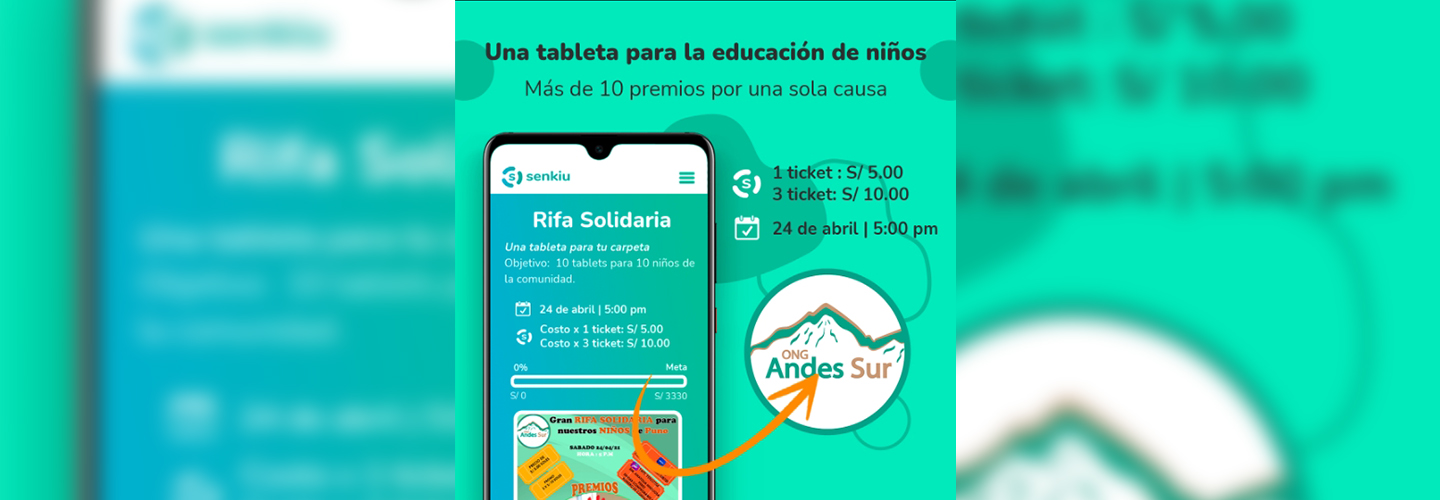 Una tableta para la educación de niños
Más de 10 premios por una sola causa
senkiu
Rifa Solidaria
Una tableta para tu carpeta
Objetivo: 10 tablets para 10 niños de
la comunidad.
24 de abril | 5:00 pm
Costo x 1 ticket: S/ 5.00
Costo x 3 ticket: S/ 10.00
0% Meta
S/ 0 S/ 3330
Gran RIFA SOLIDARIA para
nuestros NIÑOS de Puno
Andes Sur
SABADO 24/04/21
HORA : 5 P.M
PREMIOS
1 ticket : S/ 5.00
3 ticket: S/ 10.00
24 de abril | 5:00 pm
ONG
Andes Sur